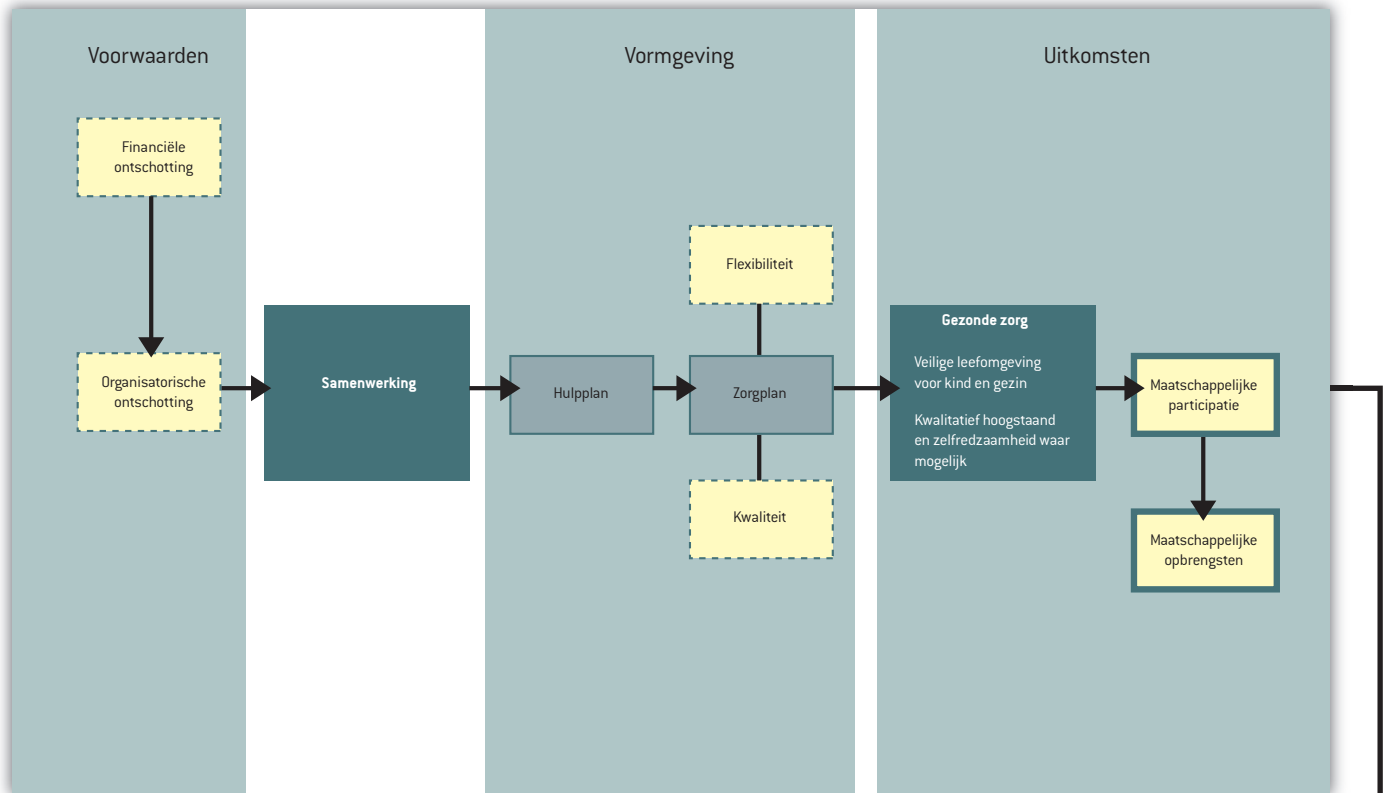 Voorwaarden
Vormgeving
Uitkomsten
Financiële
ontschotting
Organisatorische
ontschotting
Samenwerking
Hulpplan
Flexibiliteit
Zorgplan
Kwaliteit
Gezonde zorg
Veilige leefomgeving
voor kind en gezin
Kwalitatief hoogstaand
en zelfredzaamheid waar
mogelijk
Maatschappelijke
participatie
Maatschappelijke
opbrengsten